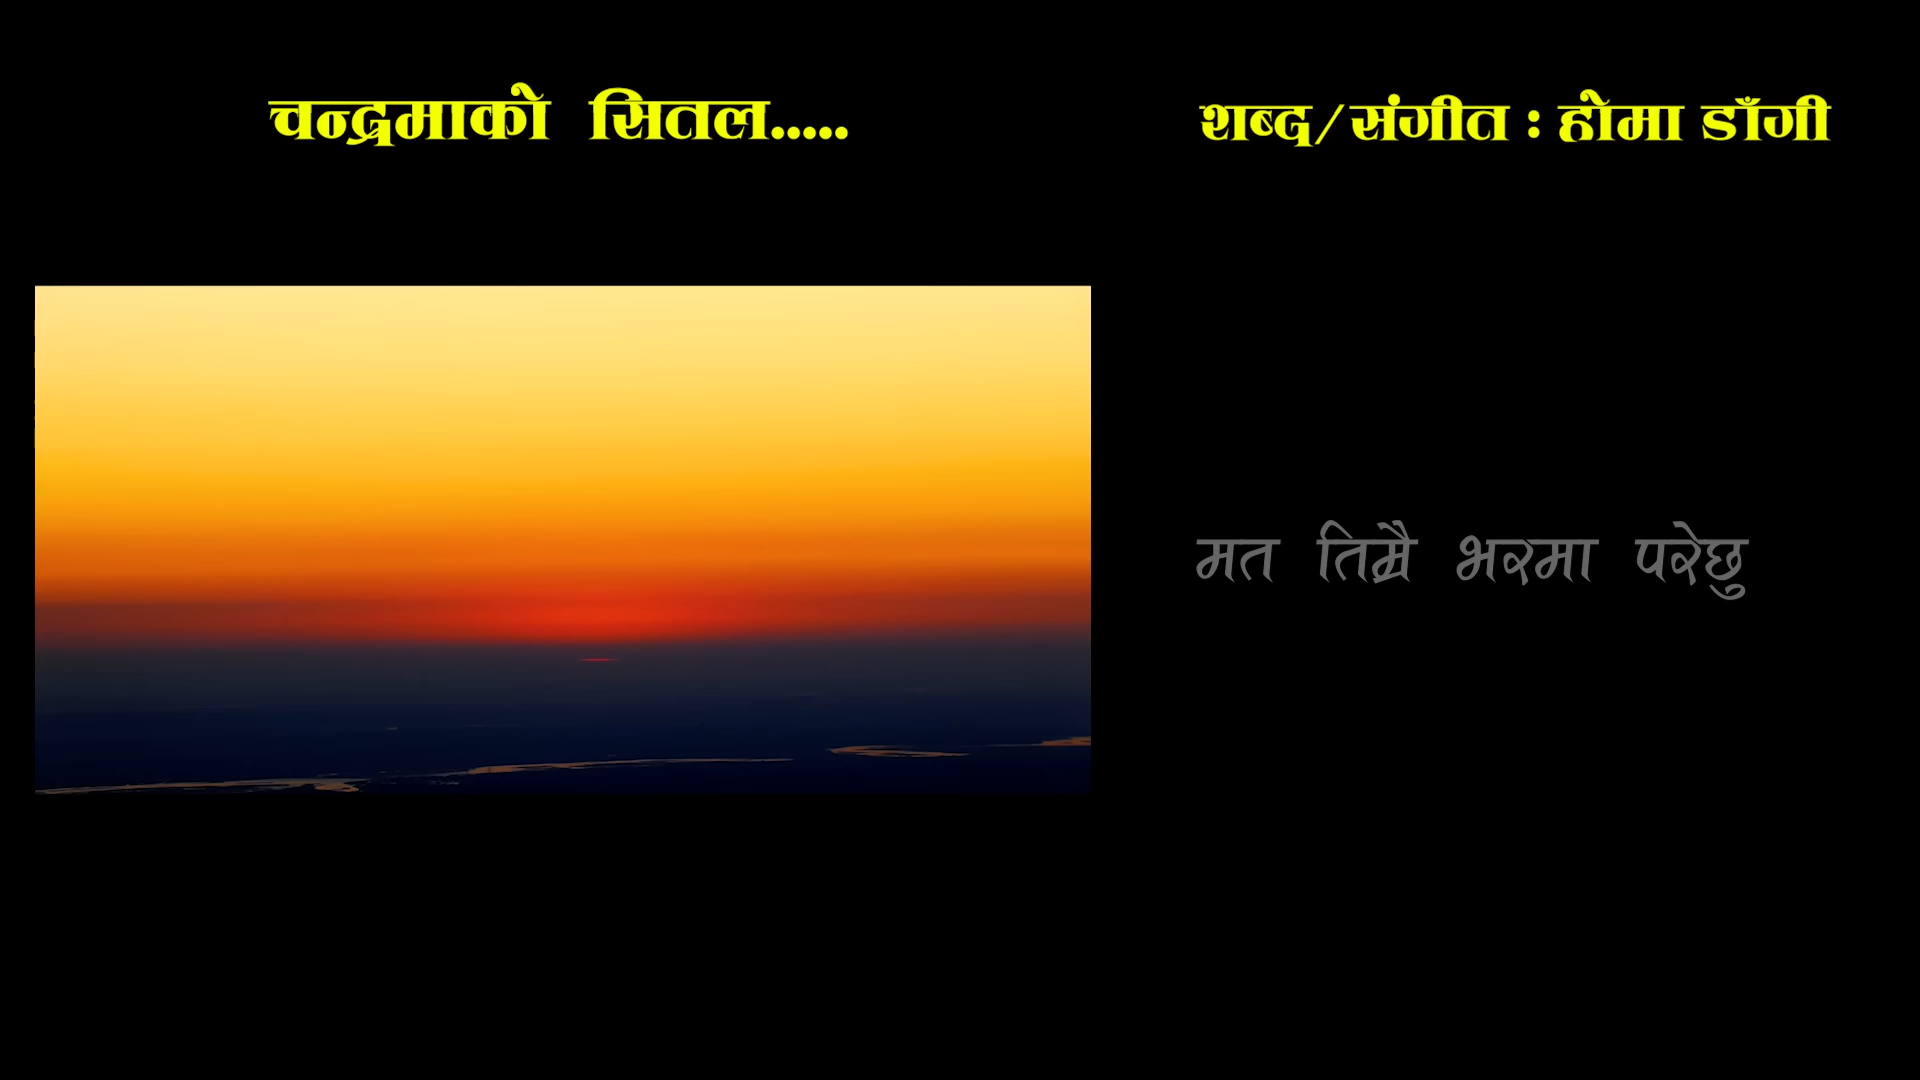 चन्द्रमाको सितल.....
शब्द/संगीत : होमा डाँगी
मत तिम्रै भरमा परेछु